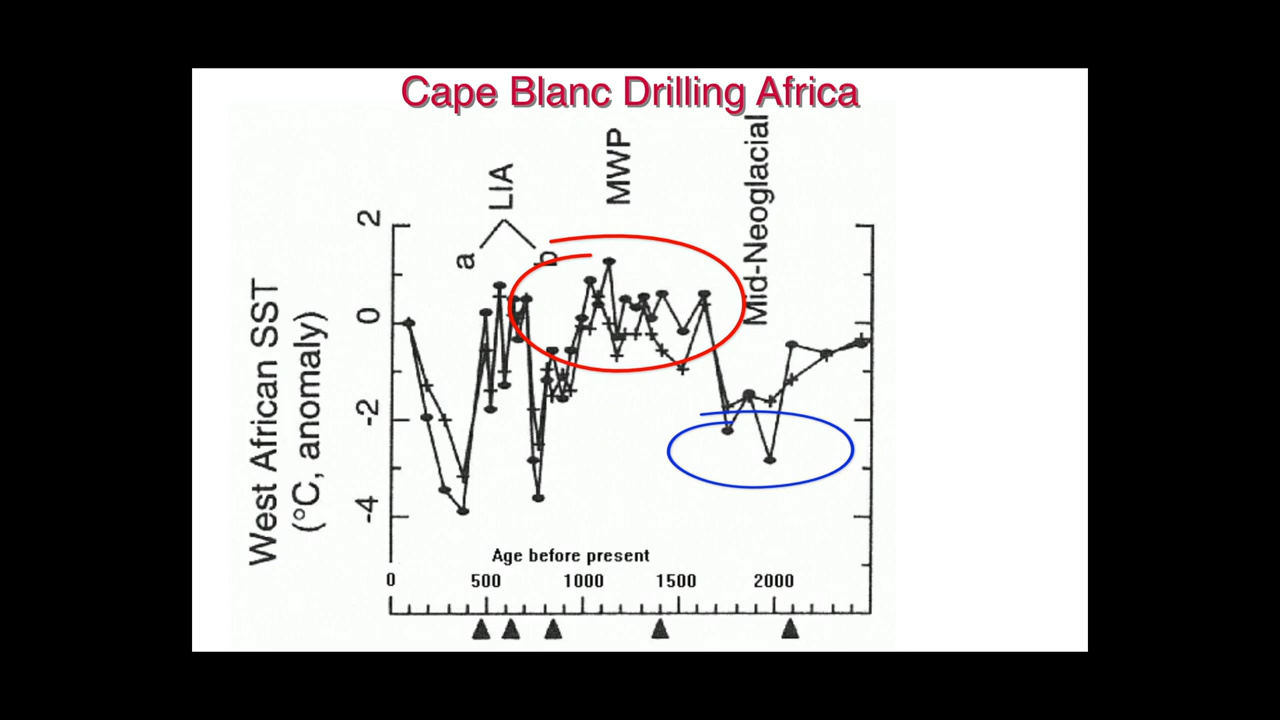 Cape Blanc Drilling Africa
LIA
a
b
MWP
Mid-Neoglacial
West African SST
(°C, anomaly)
2
0
-2
-4
Age before present
0 500 1000 1500 2000